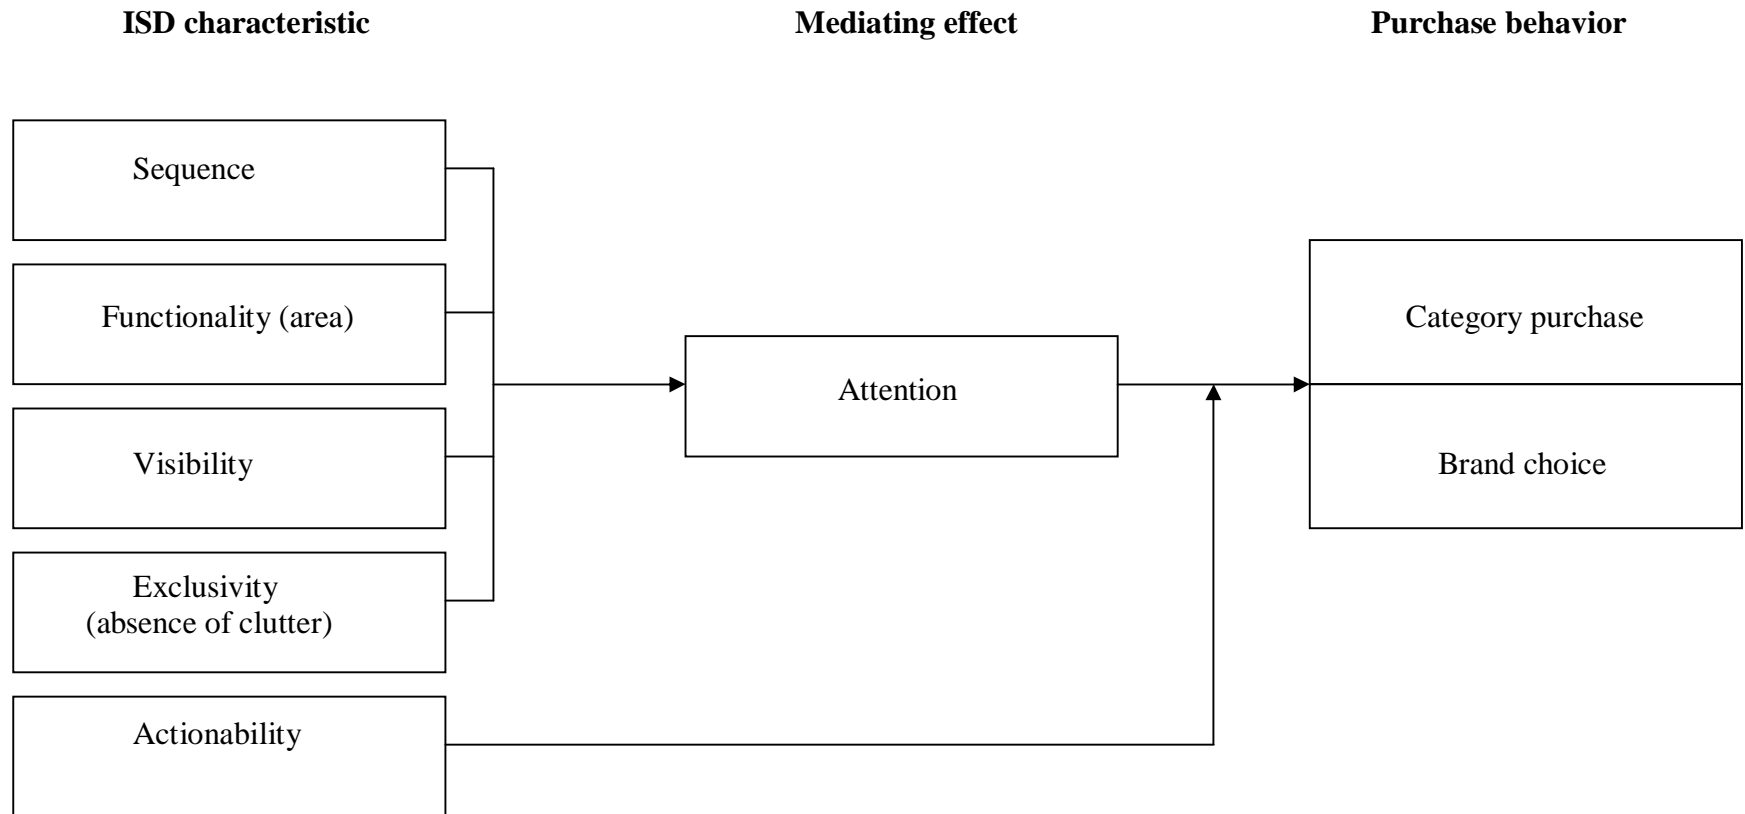 ISD characteristic
Mediating effect
Purchase behavior
Sequence
Functionality (area)
Visibility
Exclusivity
(absence of clutter)
Actionability
Attention
Category purchase
Brand choice